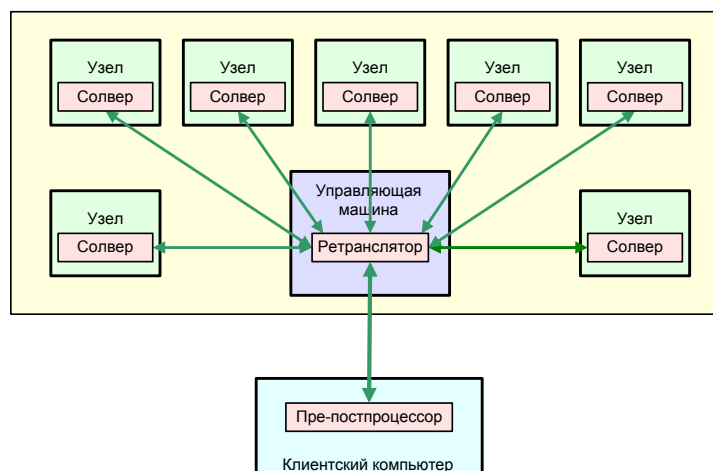 Узел
Солвер
Узел
Солвер
Узел
Солвер
Узел
Солвер
Узел
Солвер
Узел
Солвер
Управляющая
машина
Ретранслятор
Узел
Солвер
Пре-постпроцессор
Клиентский компьютер